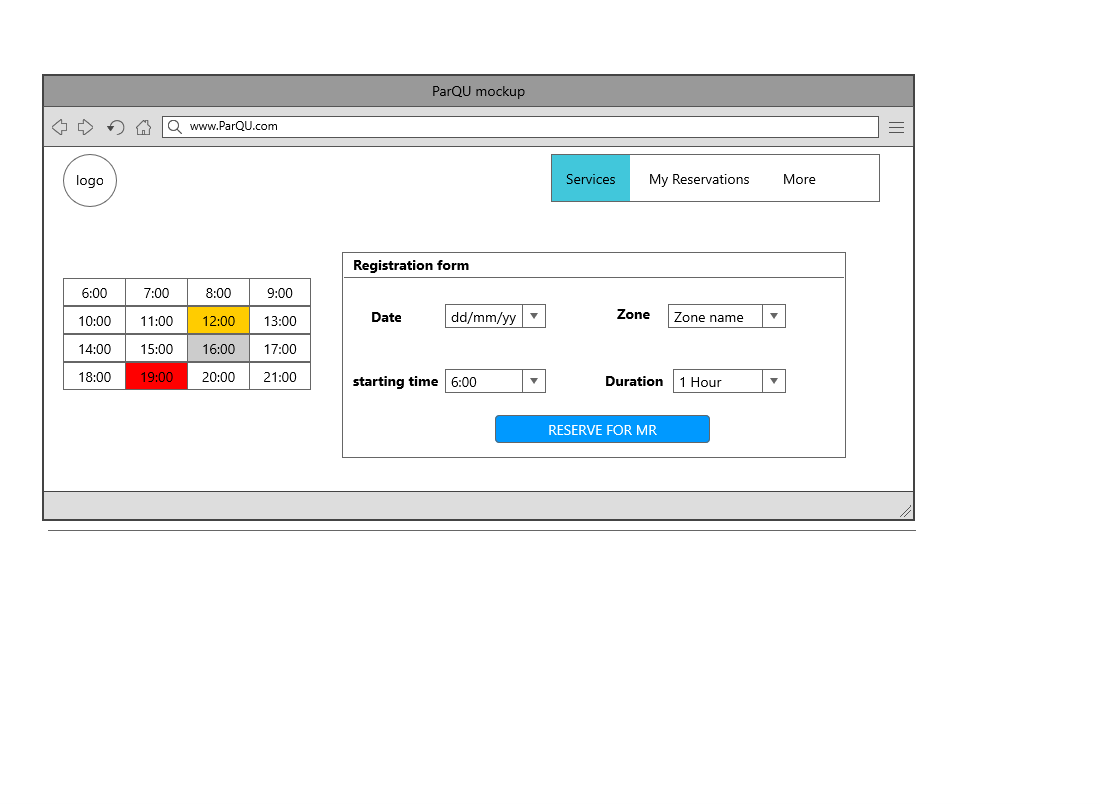 ParQU mockup
www.ParQU.com
logo
Services My Reservations More
Registration form
6:00 7:00 8:00 9:00
10:00 11:00 12:00 13:00
14:00 15:00 16:00 17:00
18:00 19:00 20:00 21:00
Date dd/mm/yy Zone Zone name
starting time 6:00 Duration 1 Hour
RESERVE FOR MR